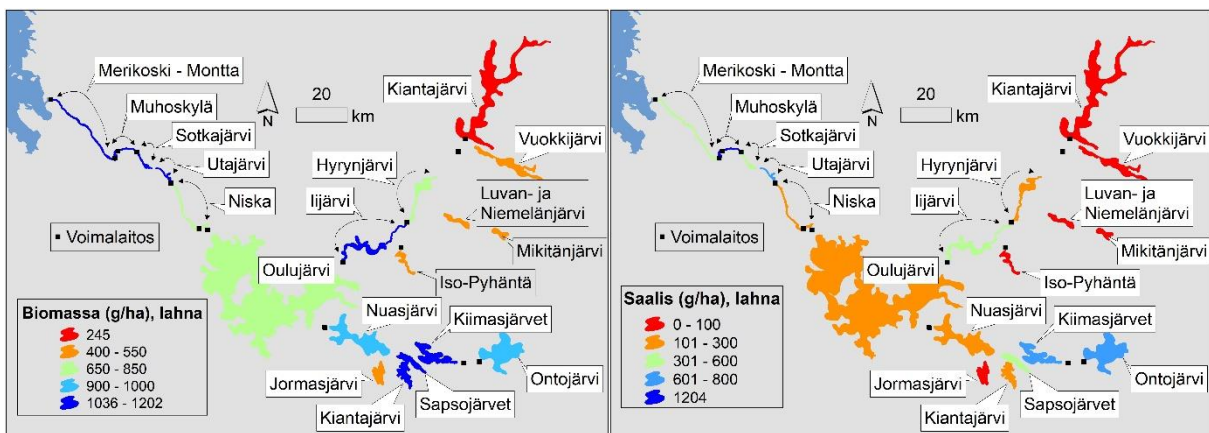 Merikoski - Montta
Muhoskylä
Sotkajärvi
Utajärvi
Niska
N
20
km
Kiantajärvi
Vuokkijärvi
Hyrynjärvi
Iijärvi
Luvan- ja
Niemelänjärvi
Mikitänjärvi
Voimalaitos
Oulujärvi
Iso-Pyhäntä
Nuasjärvi
Kiimasjärvet
Ontojärvi
Jormasjärvi
Kiantajärvi
Sapsojärvet
Biomassa (g/ha), lahna
245
400 - 550
650 - 850
900 - 1000
1036 - 1202
Merikoski - Montta
Muhoskylä
Sotkajärvi
Utajärvi
Niska
N
20
km
Kiantajärvi
Vuokkijärvi
Hyrynjärvi
Iijärvi
Luvan- ja
Niemelänjärvi
Mikitänjärvi
Voimalaitos
Oulujärvi
Iso-Pyhäntä
Nuasjärvi
Kiimasjärvet
Ontojärvi
Jormasjärvi
Kiantajärvi
Sapsojärvet
Saalis (g/ha), lahna
0 - 100
101 - 300
301 - 600
601 - 800
1204